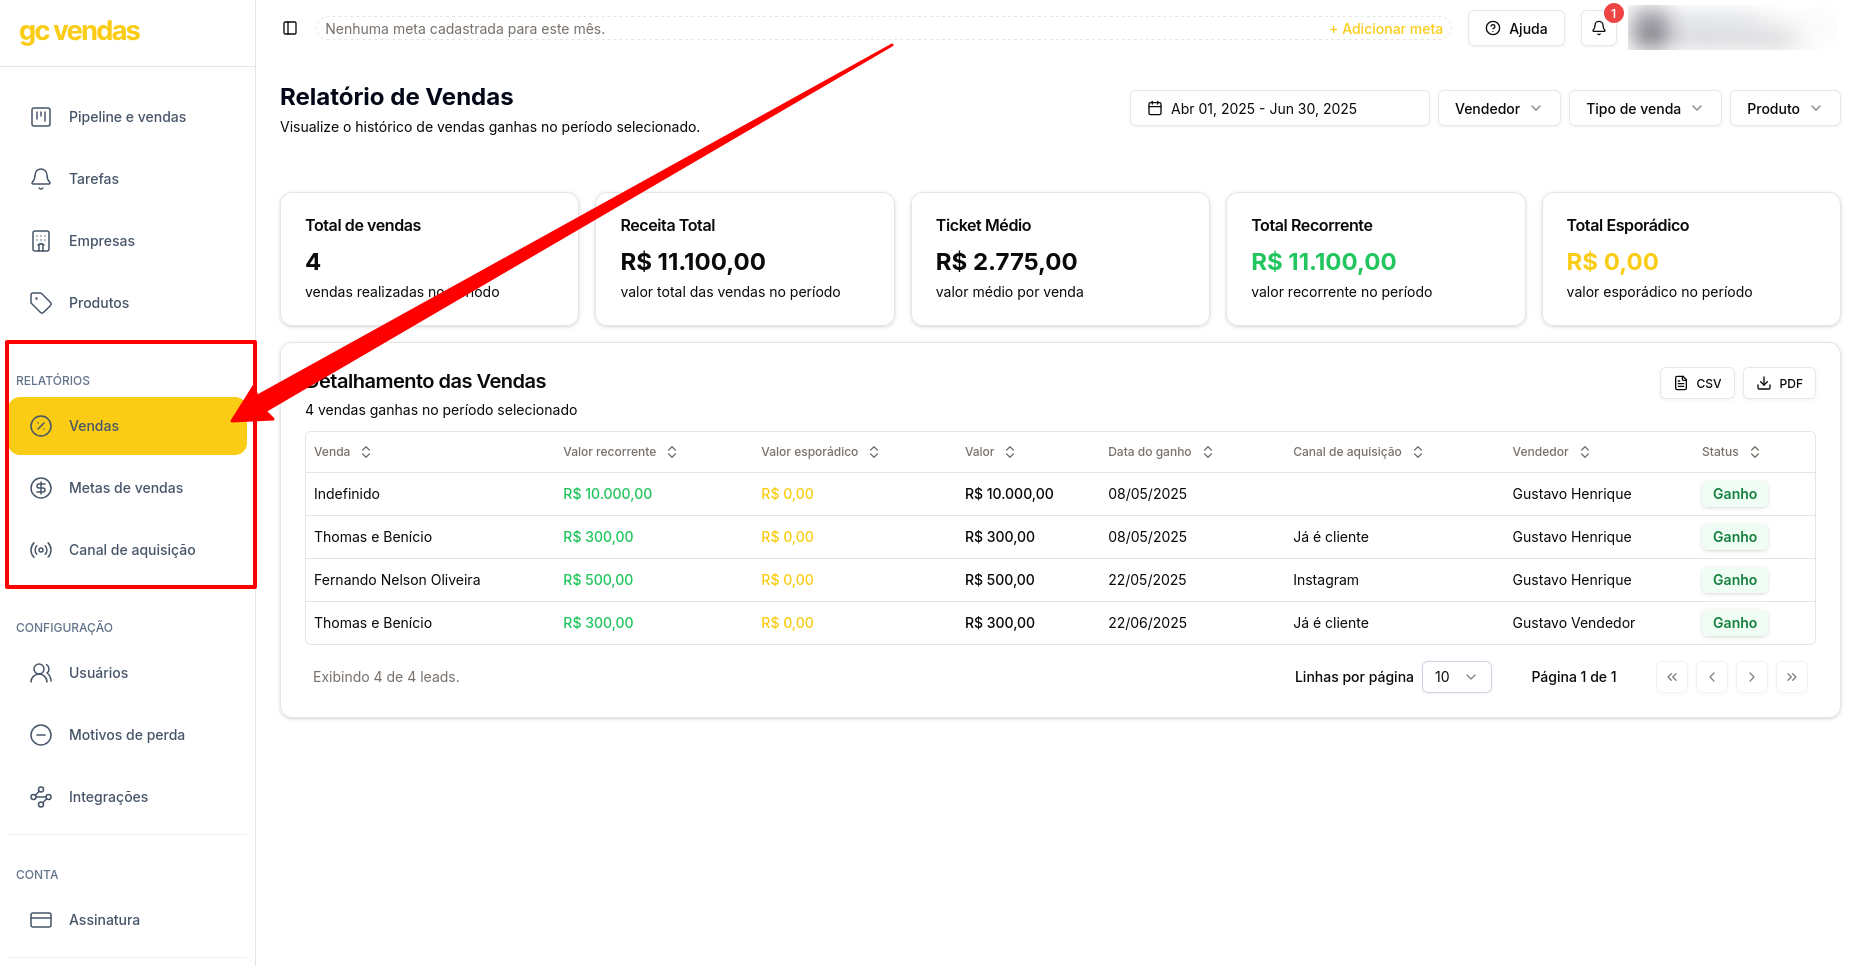 gc vendas
Nenhuma meta cadastrada para este mês.
+ Adicionar meta
Ajuda
1
Pipeline e vendas
Tarefas
Empresas
Produtos
RELATÓRIOS
Vendas
Metas de vendas
Canal de aquisição
CONFIGURAÇÃO
Usuários
Motivos de perda
Integrações
CONTA
Assinatura
Relatório de Vendas
Visualize o histórico de vendas ganhas no período selecionado.
Abr 01, 2025 - Jun 30, 2025
Vendedor
Tipo de venda
Produto
Total de vendas
4
vendas realizadas no período
Receita Total
R$ 11.100,00
valor total das vendas no período
Ticket Médio
R$ 2.775,00
valor médio por venda
Total Recorrente
R$ 11.100,00
valor recorrente no período
Total Esporádico
R$ 0,00
valor esporádico no período
Detalhamento das Vendas
4 vendas ganhas no período selecionado
CSV
PDF
Venda Valor recorrente Valor esporádico Valor Data do ganho Canal de aquisição Vendedor Status
Indefinido R$ 10.000,00 R$ 0,00 R$ 10.000,00 08/05/2025 Gustavo Henrique Ganho
Thomas e Benício R$ 300,00 R$ 0,00 R$ 300,00 08/05/2025 Já é cliente Gustavo Henrique Ganho
Fernando Nelson Oliveira R$ 500,00 R$ 0,00 R$ 500,00 22/05/2025 Instagram Gustavo Henrique Ganho
Thomas e Benício R$ 300,00 R$ 0,00 R$ 300,00 22/06/2025 Já é cliente Gustavo Vendedor Ganho
Exibindo 4 de 4 leads.
Linhas por página 10
Página 1 de 1